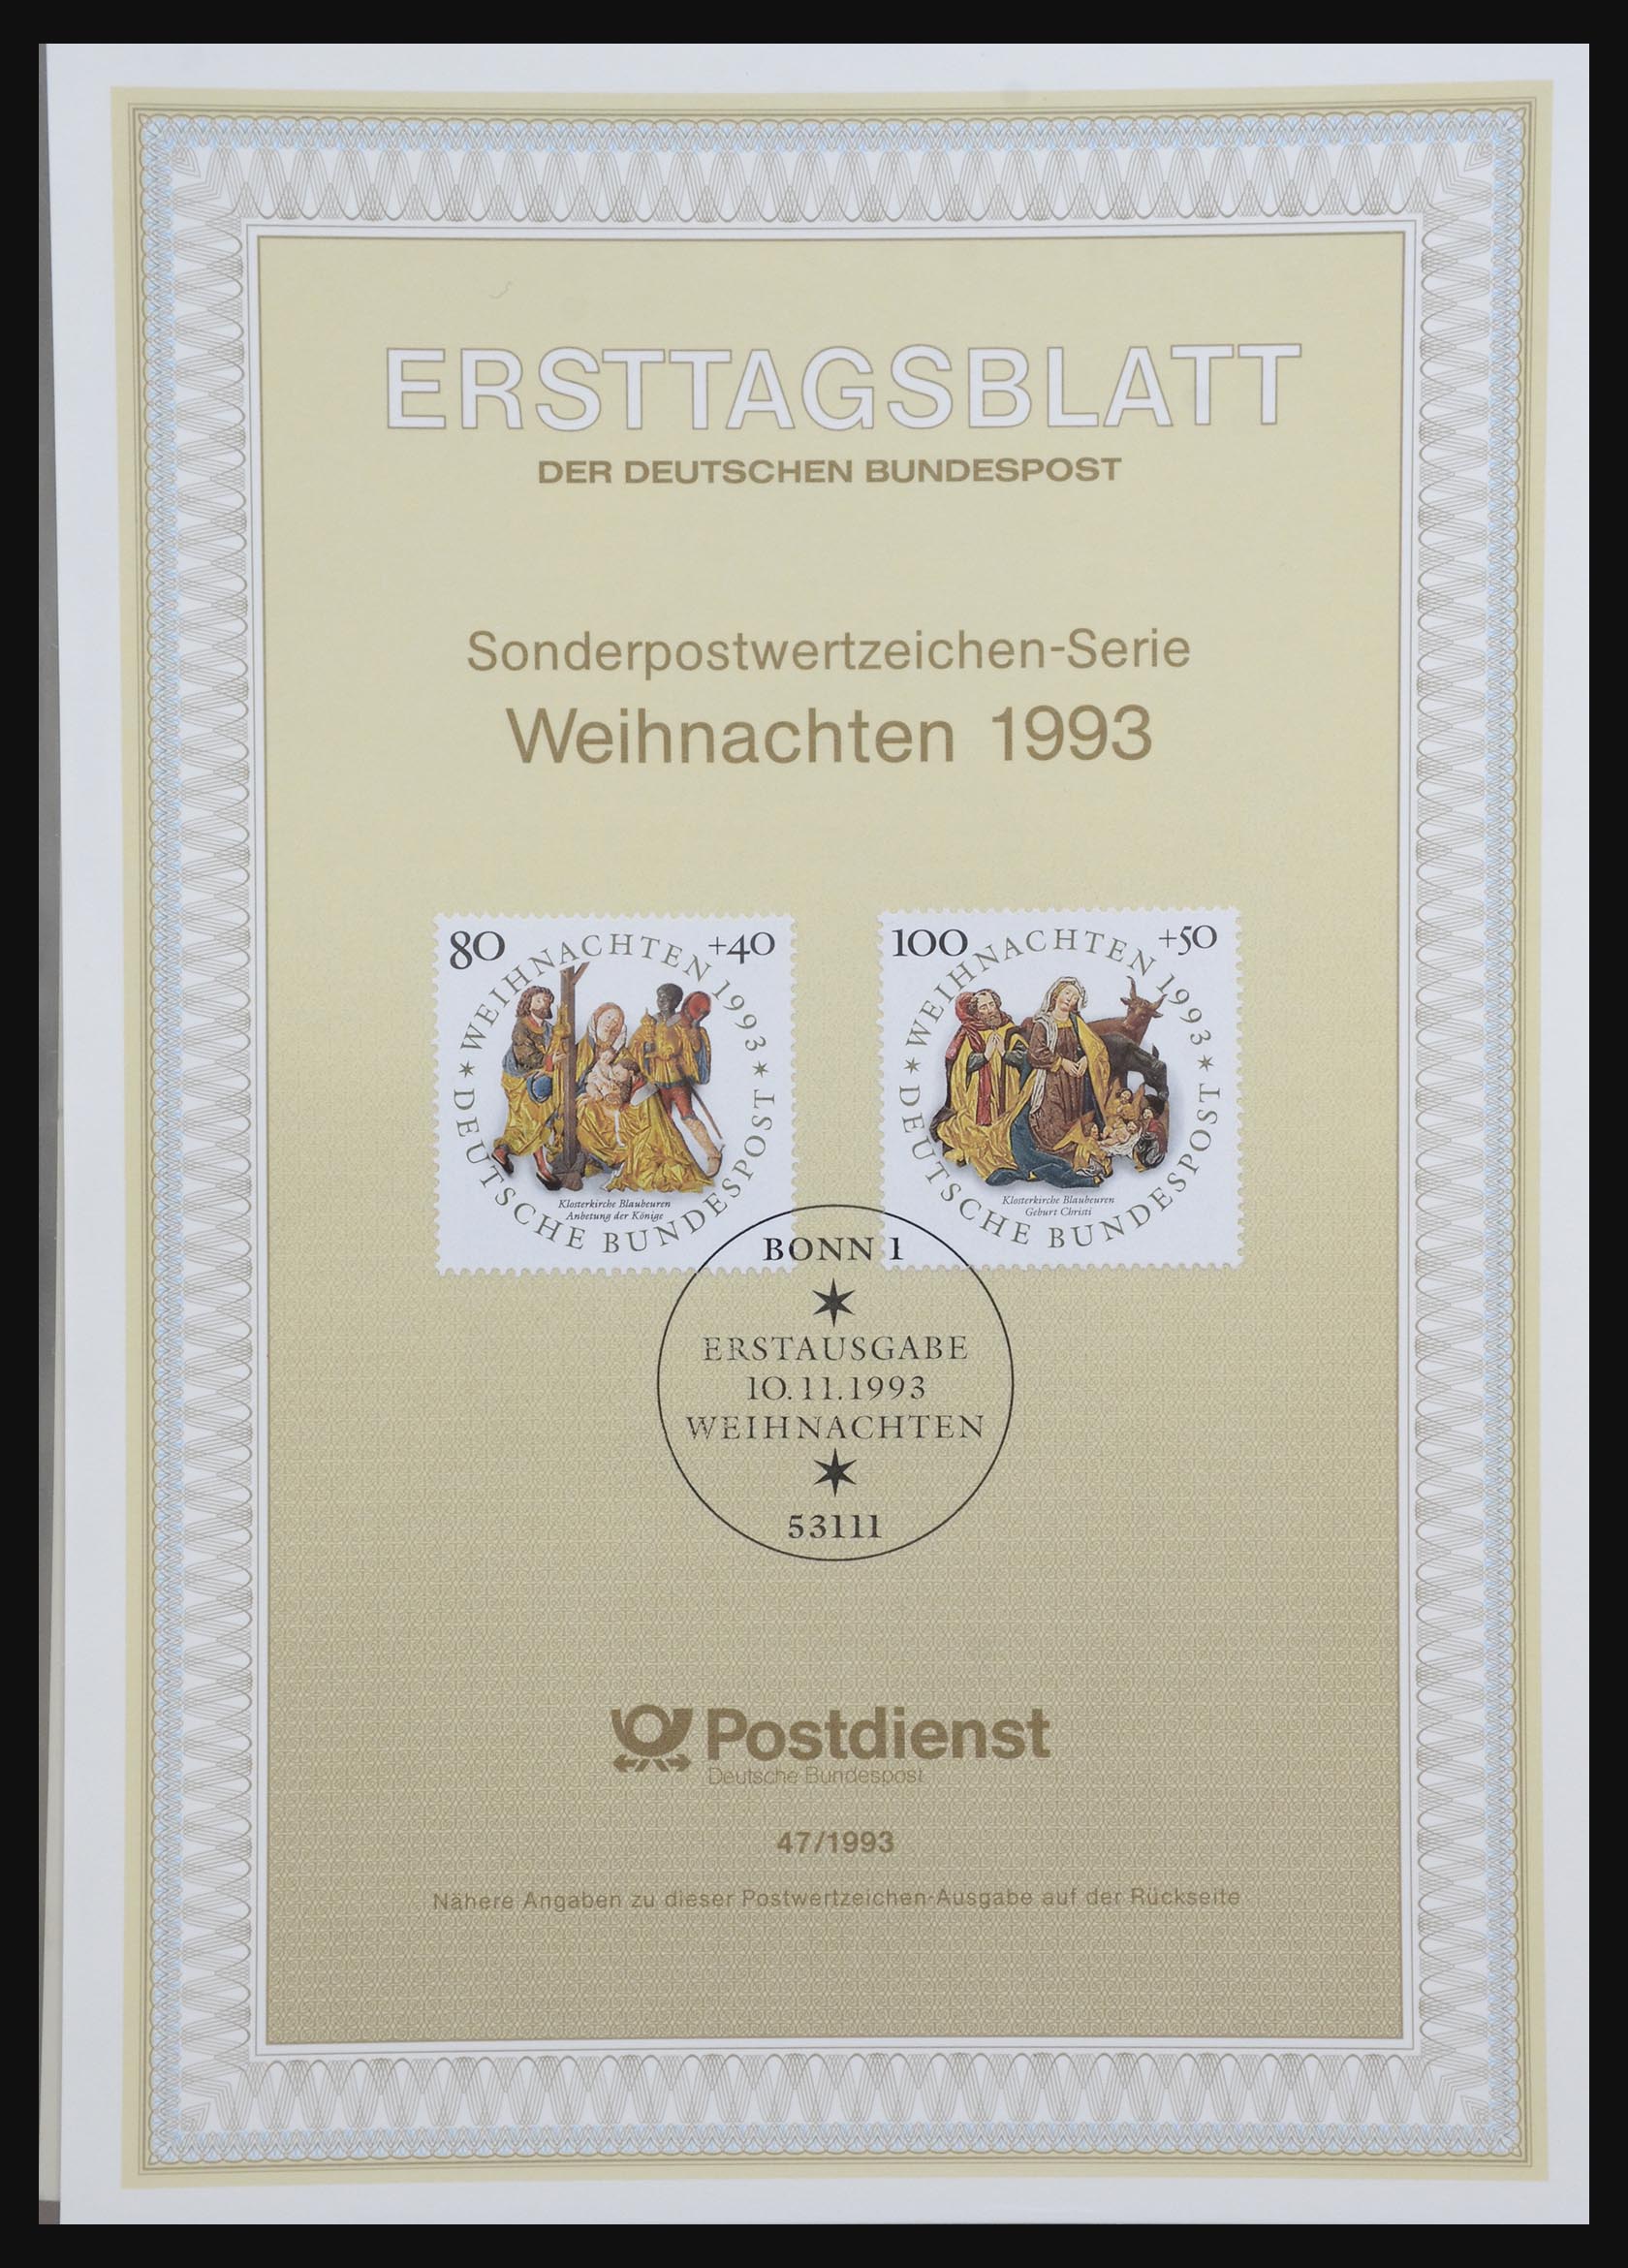 ERSTTAGSBLATT
DER DEUTSCHEN BUNDESPOST
Sonderpostwertzeichen-Serie
Weihnachten 1993
80 +40
★ WEIHNACHTEN 1993 ★
DEUTSCHE BUNDESPOST
Klosterkirche Blaubeuren
Anbetung der Könige
100 +50
★ WEIHNACHTEN 1993 ★
DEUTSCHE BUNDESPOST
Klosterkirche Blaubeuren
Geburt Christi
BONN 1
ERSTAUSGABE
10.11.1993
WEIHNACHTEN
53111
Postdienst
Deutsche Bundespost
47/1993
Nähere Angaben zu dieser Postwertzeichen-Ausgabe auf der Rückseite